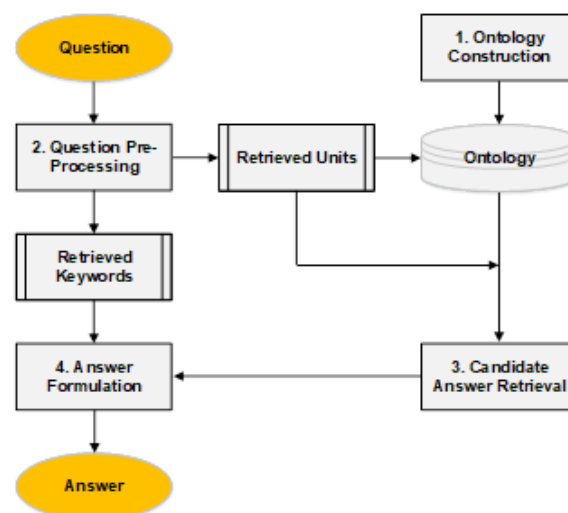 Question
1. Ontology
Construction
2. Question Pre-
Processing
Retrieved Units
Ontology
Retrieved
Keywords
4. Answer
Formulation
3. Candidate
Answer Retrieval
Answer